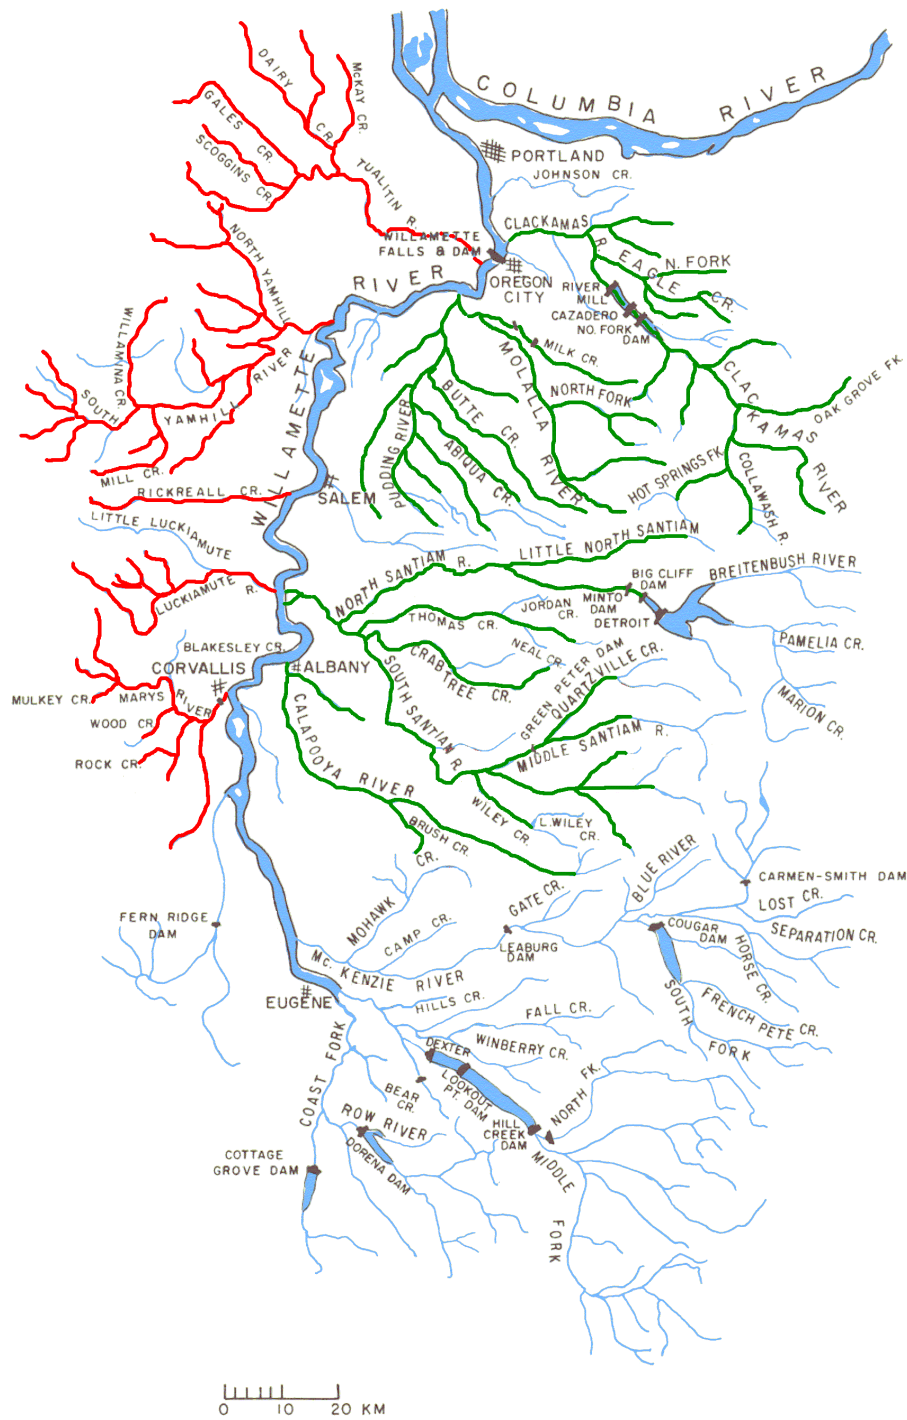 COLUMBIA RIVER
DAIRY CR.
McKAY CR.
GALES CR.
SCOGGINS CR.
TUALITIN R.
PORTLAND
JOHNSON CR.
CLACKAMAS R.
WILLAMETTE
FALLS & DAM
NORTH YAMHILL
WILLAMETTE RIVER
OREGON
CITY
EAGLE CR.
N. FORK
RIVER
MILL
CAZADERO
NO. FORK
DAM
WILLAMINA CR.
MOLALLA RIVER
MILK CR.
NORTH FORK
CLACKAMAS RIVER
OAK GROVE FK.
SOUTH YAMHILL RIVER
BUTTE CR.
PUDDING RIVER
ABIQUA CR.
MILL CR.
HOT SPRINGS FK.
COLLAWASH R.
RICKREALL CR.
SALEM
LITTLE LUCKIAMUTE
LITTLE NORTH SANTIAM
NORTH SANTIAM R.
LUCKIAMUTE R.
BIG CLIFF
DAM
BREITENBUSH RIVER
MINTO
DAM
DETROIT
JORDAN
CR.
THOMAS CR.
PAMELIA CR.
BLAKESLEY CR.
NEAL CR.
CORVALLIS
ALBANY
CRABTREE CR.
GREEN PETER DAM
QUARTZVILLE CR.
MULKEY CR.
MARYS RIVER
MARION CR.
SOUTH SANTIAN R.
WOOD CR.
CALAPOOYA RIVER
MIDDLE SANTIAM R.
ROCK CR.
WILEY CR.
L. WILEY
CR.
BRUSH CR.
CR.
MOHAWK
BLUE RIVER
CARMEN-SMITH DAM
GATE CR.
LOST CR.
FERN RIDGE
DAM
CAMP CR.
LEABURG
DAM
COUGAR
DAM
HORSE CR.
SEPARATION CR.
Mc. KENZIE RIVER
EUGENE
HILLS CR.
SOUTH FORK
FRENCH PETE CR.
FALL CR.
COAST FORK
DEXTER
WINBERRY CR.
LOOKOUT
PT. DAM
BEAR
CR.
NORTH FK.
ROW RIVER
HILL
CREEK
DAM
DORENA DAM
COTTAGE
GROVE DAM
MIDDLE FORK
0 10 20 KM